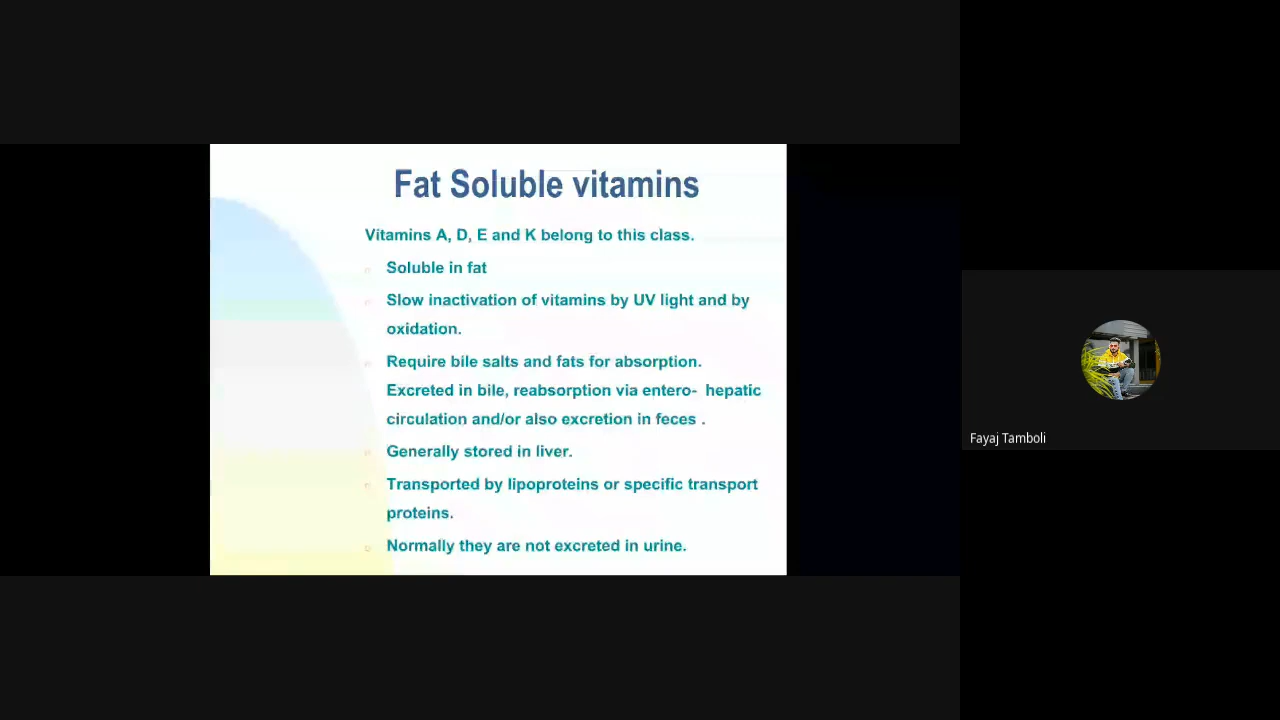 Fat Soluble vitamins
Vitamins A, D, E and K belong to this class.
Soluble in fat
Slow inactivation of vitamins by UV light and by
oxidation.
Require bile salts and fats for absorption.
Excreted in bile, reabsorption via entero- hepatic
circulation and/or also excretion in feces .
Generally stored in liver.
Transported by lipoproteins or specific transport
proteins.
Normally they are not excreted in urine.
Fayaj Tamboli